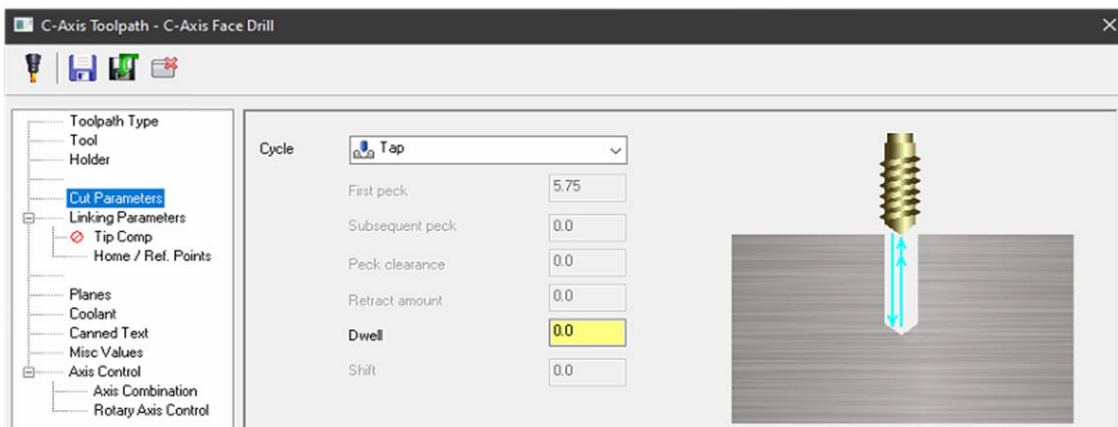 C-Axis Toolpath - C-Axis Face Drill
Toolpath Type
Tool
Holder
Cut Parameters
Linking Parameters
Tip Comp
Home / Ref. Points
Planes
Coolant
Canned Text
Misc Values
Axis Control
Axis Combination
Rotary Axis Control
Cycle Tap
First peck 5.75
Subsequent peck 0.0
Peck clearance 0.0
Retract amount 0.0
Dwell 0.0
Shift 0.0